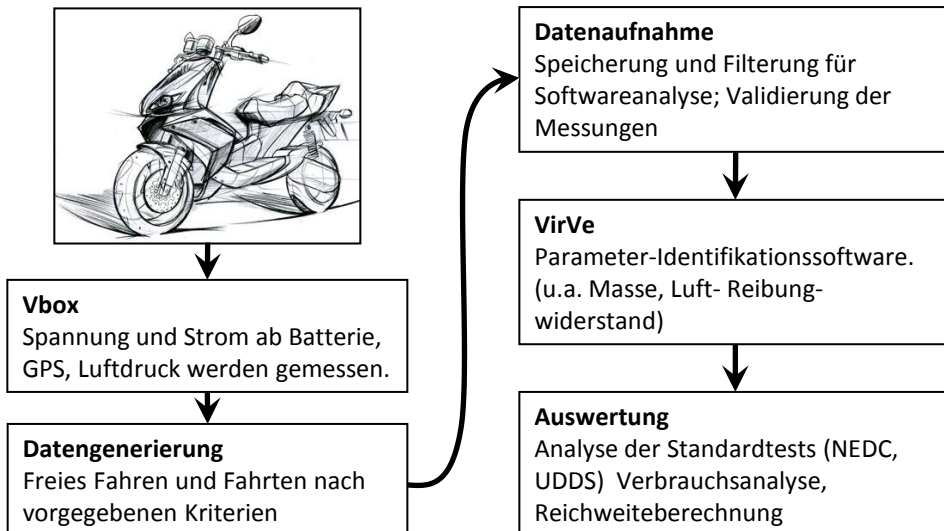 Vbox
Spannung und Strom ab Batterie,
GPS, Luftdruck werden gemessen.
Datengenerierung
Freies Fahren und Fahrten nach
vorgegebenen Kriterien
Datenaufnahme
Speicherung und Filterung für
Softwareanalyse; Validierung der
Messungen
VirVe
Parameter-Identifikationssoftware.
(u.a. Masse, Luft- Reibung-
widerstand)
Auswertung
Analyse der Standardtests (NEDC,
UDDS)  Verbrauchsanalyse,
Reichweiteberechnung